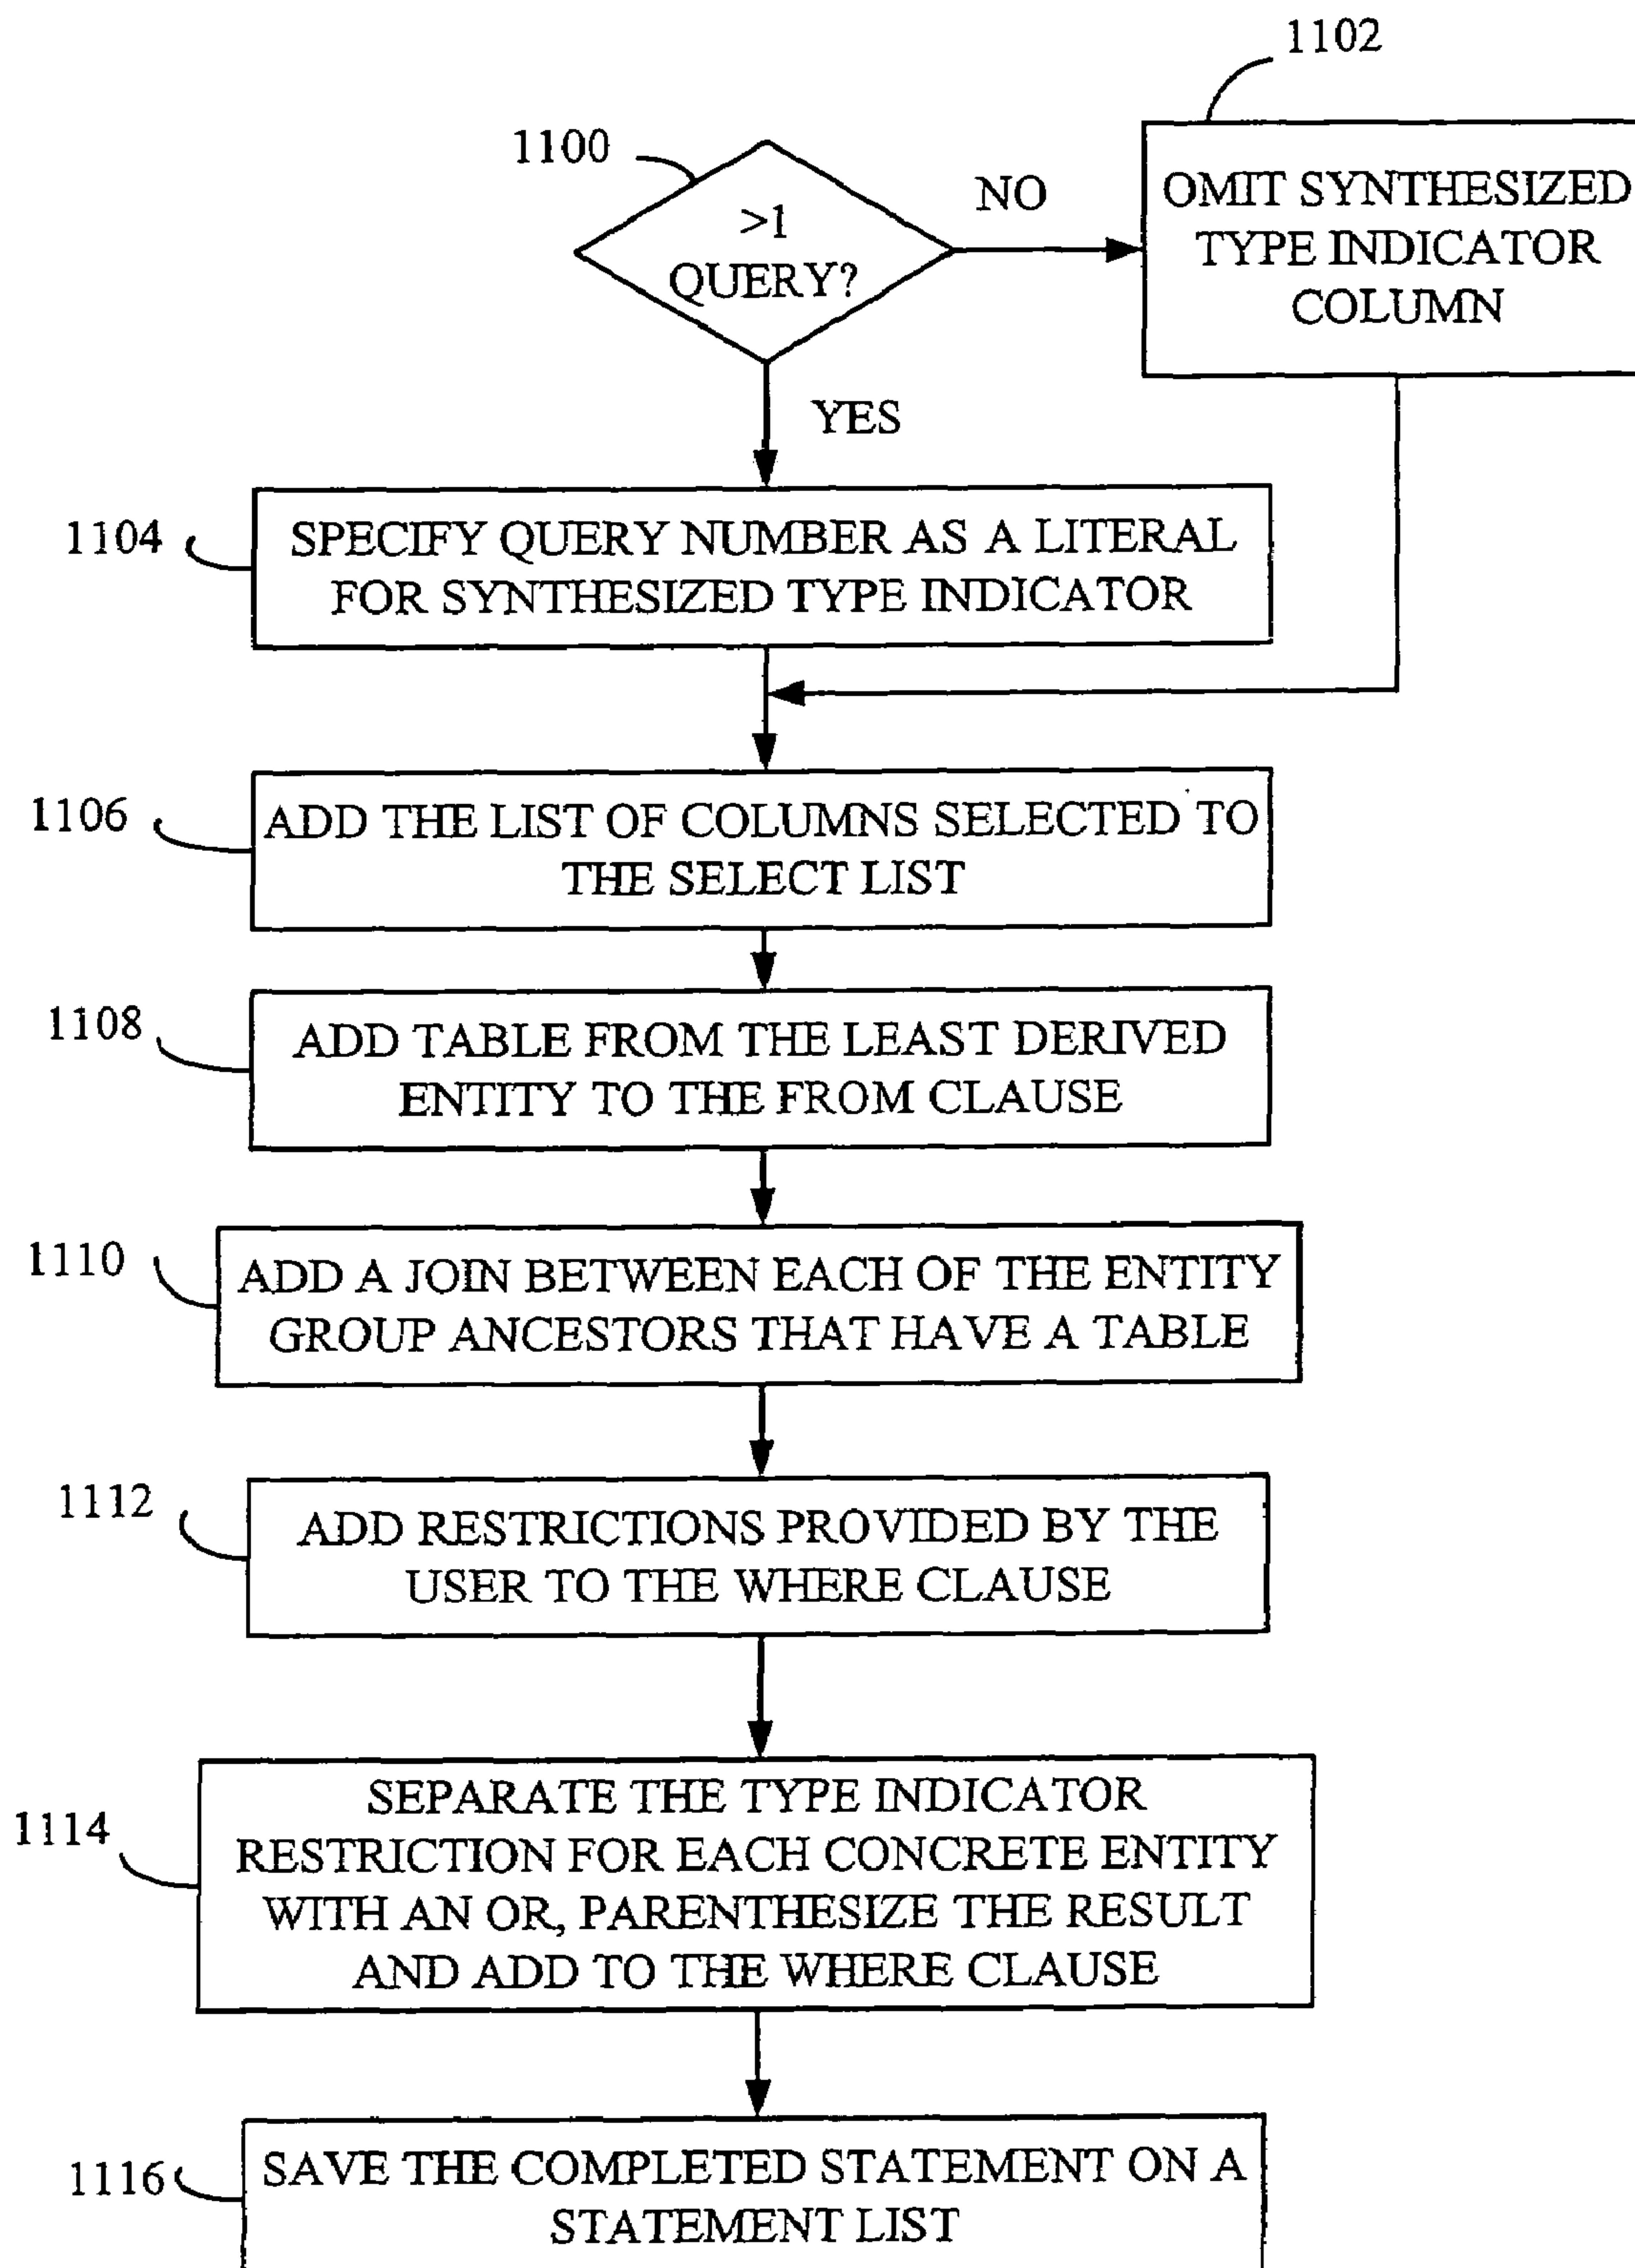 1102
1100
>1
QUERY?
NO
OMIT SYNTHESIZED
TYPE INDICATOR
COLUMN
YES
1104
SPECIFY QUERY NUMBER AS A LITERAL
FOR SYNTHESIZED TYPE INDICATOR
1106
ADD THE LIST OF COLUMNS SELECTED TO
THE SELECT LIST
1108
ADD TABLE FROM THE LEAST DERIVED
ENTITY TO THE FROM CLAUSE
1110
ADD A JOIN BETWEEN EACH OF THE ENTITY
GROUP ANCESTORS THAT HAVE A TABLE
1112
ADD RESTRICTIONS PROVIDED BY THE
USER TO THE WHERE CLAUSE
1114
SEPARATE THE TYPE INDICATOR
RESTRICTION FOR EACH CONCRETE ENTITY
WITH AN OR, PARENTHESIZE THE RESULT
AND ADD TO THE WHERE CLAUSE
1116
SAVE THE COMPLETED STATEMENT ON A
STATEMENT LIST